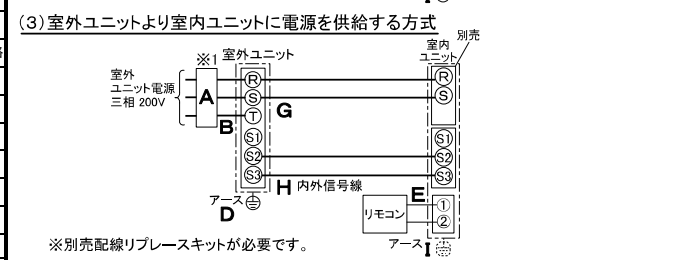 (3)室外ユニットより室内ユニットに電源を供給する方式
別売
室内
ユニット
※1 室外ユニット
室外
ユニット電源
三相 200V
A
B
R
S
T
S1
S2
S3
G
R
S
S1
S2
S3
H 内外信号線
アース
D
E
リモコン
①
②
アース I
※別売配線リプレースキットが必要です。